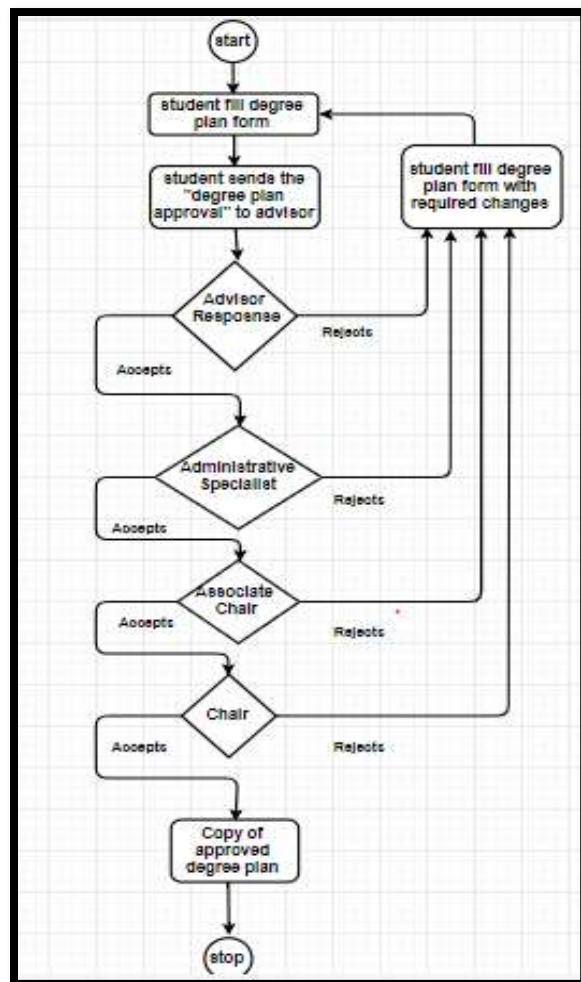 start
student fill degree
plan form
student sends the
"degree plan
approval" to advisor
student fill degree
plan form with
required changes
Advisor
Resposnse
Rejects
Accepts
Administrative
Specialist
Rejects
Accepts
Associate
Chair
Accepts
Rejects
Chair
Accepts
Rejects
Copy of
approved
degree plan
stop